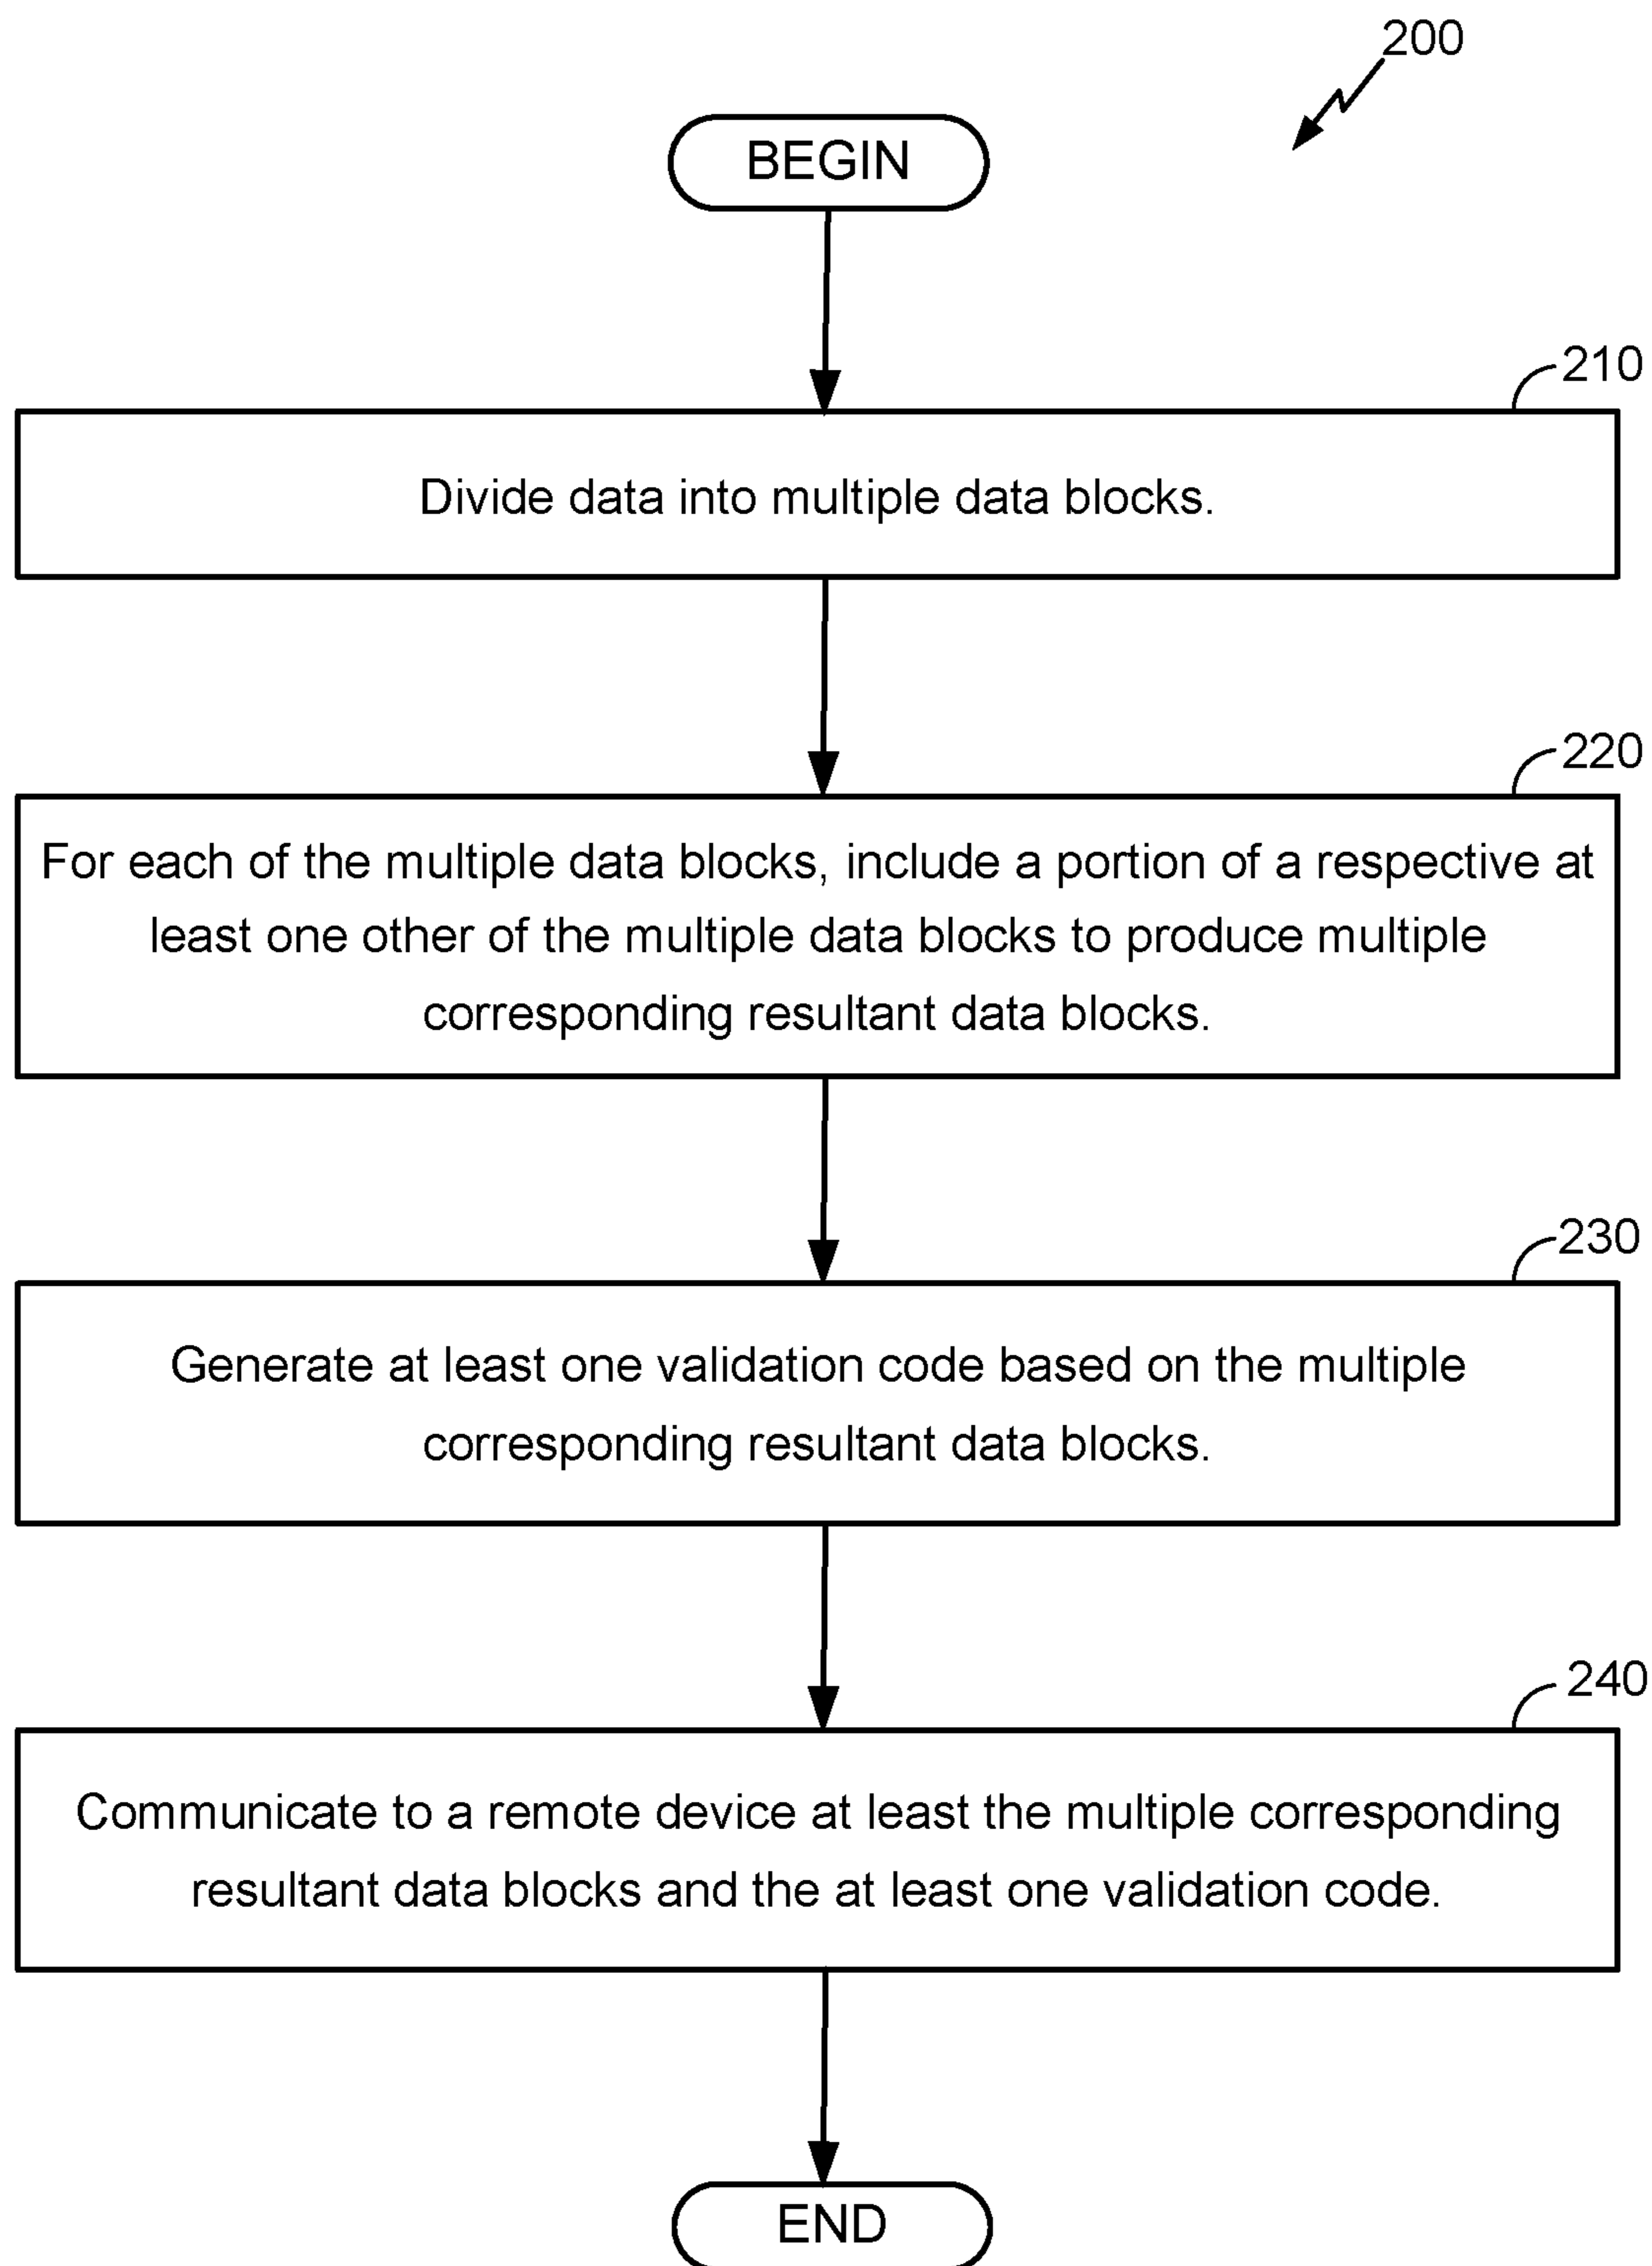 200
BEGIN
210
Divide data into multiple data blocks.
220
For each of the multiple data blocks, include a portion of a respective at
least one other of the multiple data blocks to produce multiple
corresponding resultant data blocks.
230
Generate at least one validation code based on the multiple
corresponding resultant data blocks.
240
Communicate to a remote device at least the multiple corresponding
resultant data blocks and the at least one validation code.
END